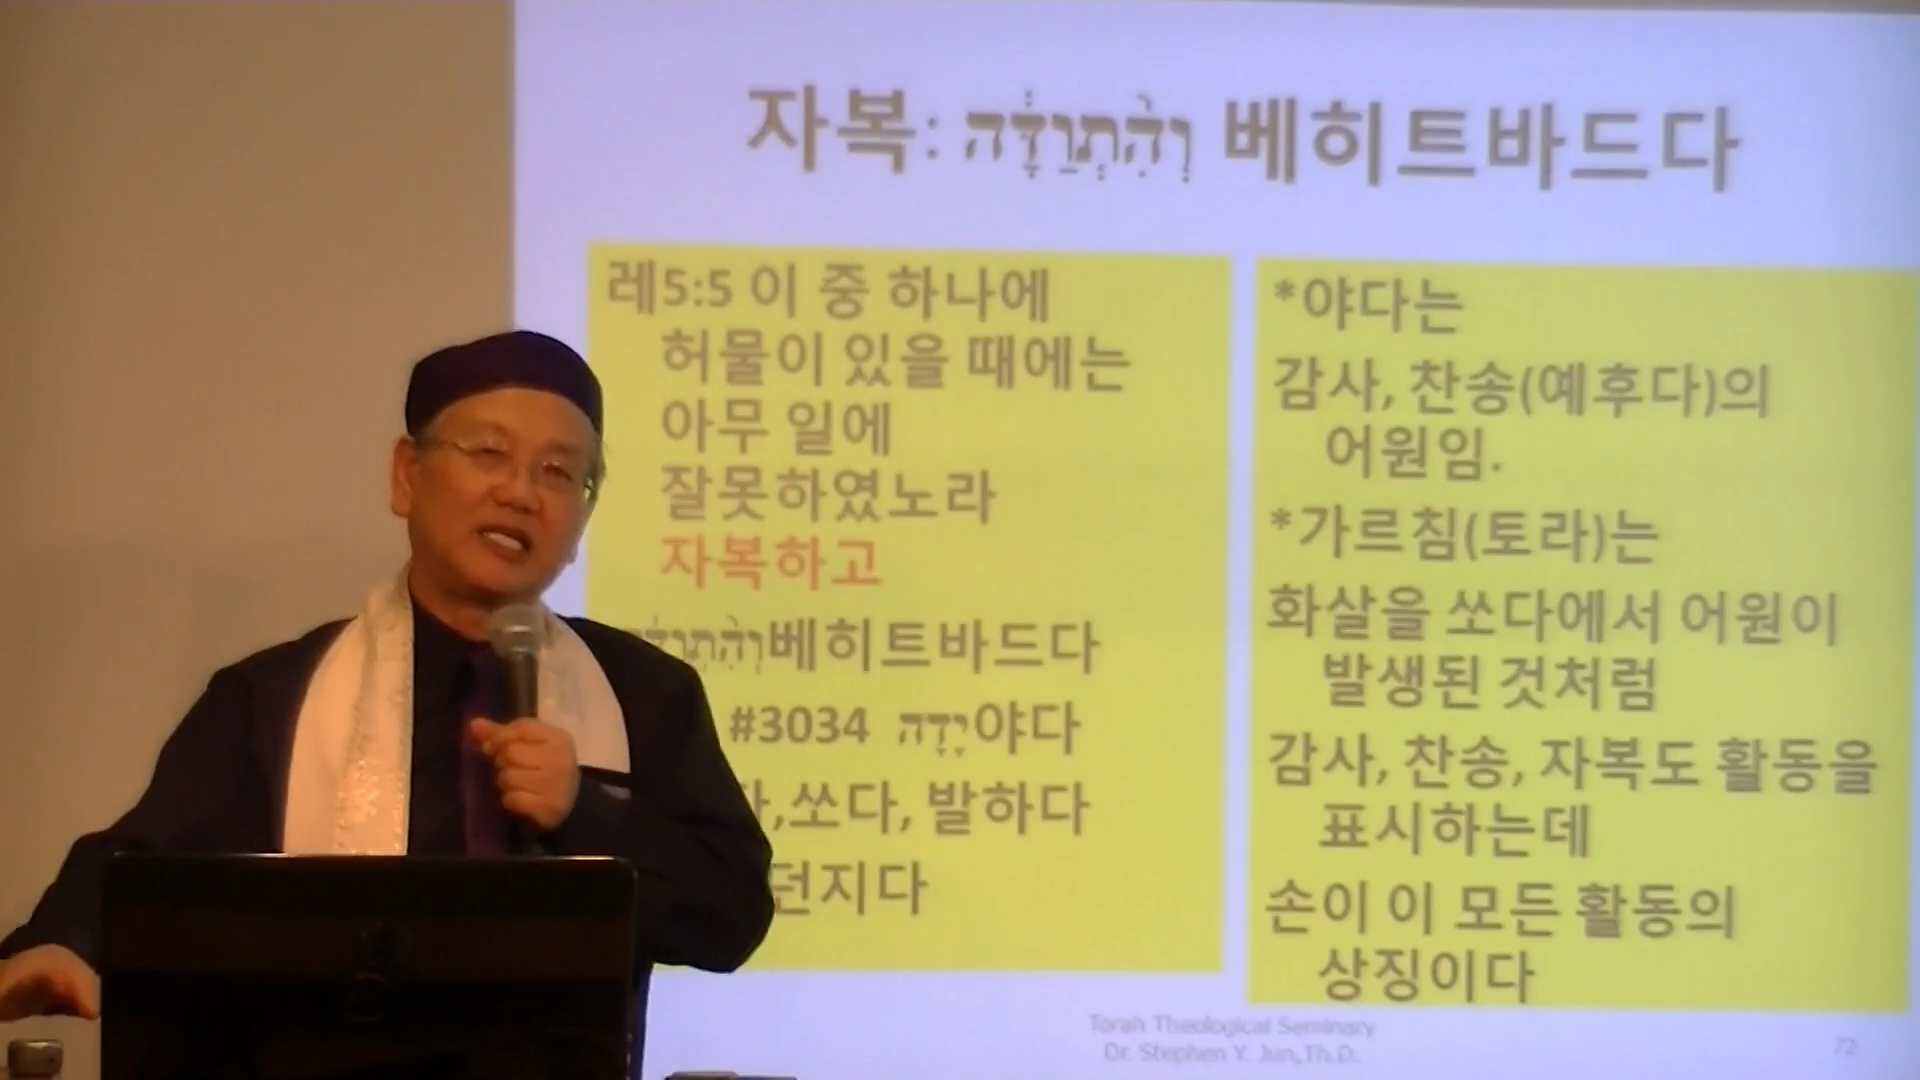 자복: וְהִ֨תְוַדָּ֔ה 베히트바드다
레5:5 이 중 하나에
허물이 있을 때에는
아무 일에
잘못하였노라
자복하고
베히트바드다
#3034 יָדָה야다
,쏘다, 발하다
던지다
*야다는
감사, 찬송(예후다)의
어원임.
*가르침(토라)는
화살을 쏘다에서 어원이
발생된 것처럼
감사, 찬송, 자복도 활동을
표시하는데
손이 이 모든 활동의
상징이다
Torah Theological Seminary
Dr. Stephen Y. Jun,Th.D.
72